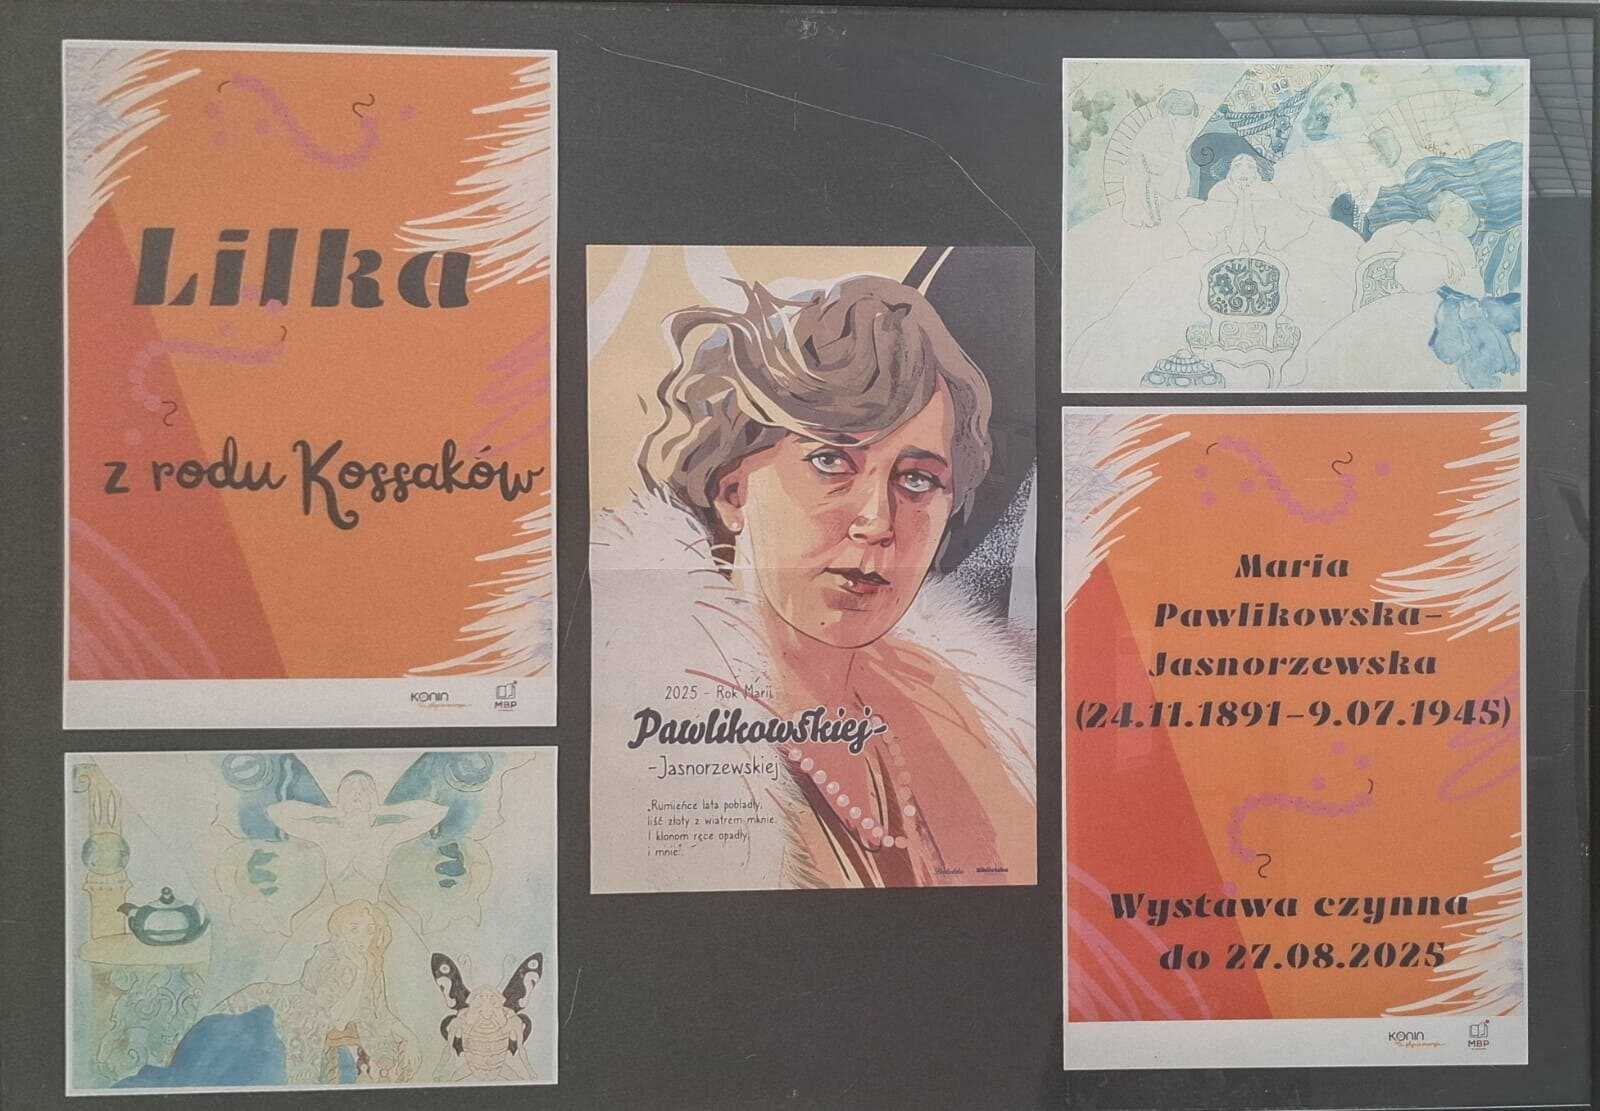 Lilka
z rodu Kossaków
KONIN
MBP
2025 - Rok Marii
Pawlikowskiej-
-Jasnorzewskiej
„Rumieńce lata pobladły,
liść złoty z wiatrem mknie.
I klonom ręce opadły,
i mnie”.
Maria
Pawlikowska-
Jasnorzewska
(24.11.1891-9.07.1945)
Wystawa czynna
do 27.08.2025
KONIN
MBP